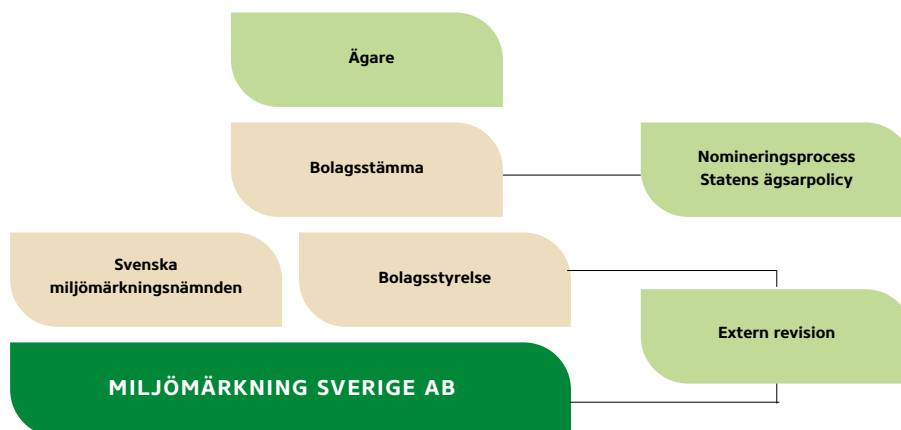 Ägare
Bolagsstämma
Nomineringsprocess
Statens ägsarpolicy
Svenska
miljömärkningsnämnden
Bolagsstyrelse
Extern revision
MILJÖMÄRKNING SVERIGE AB